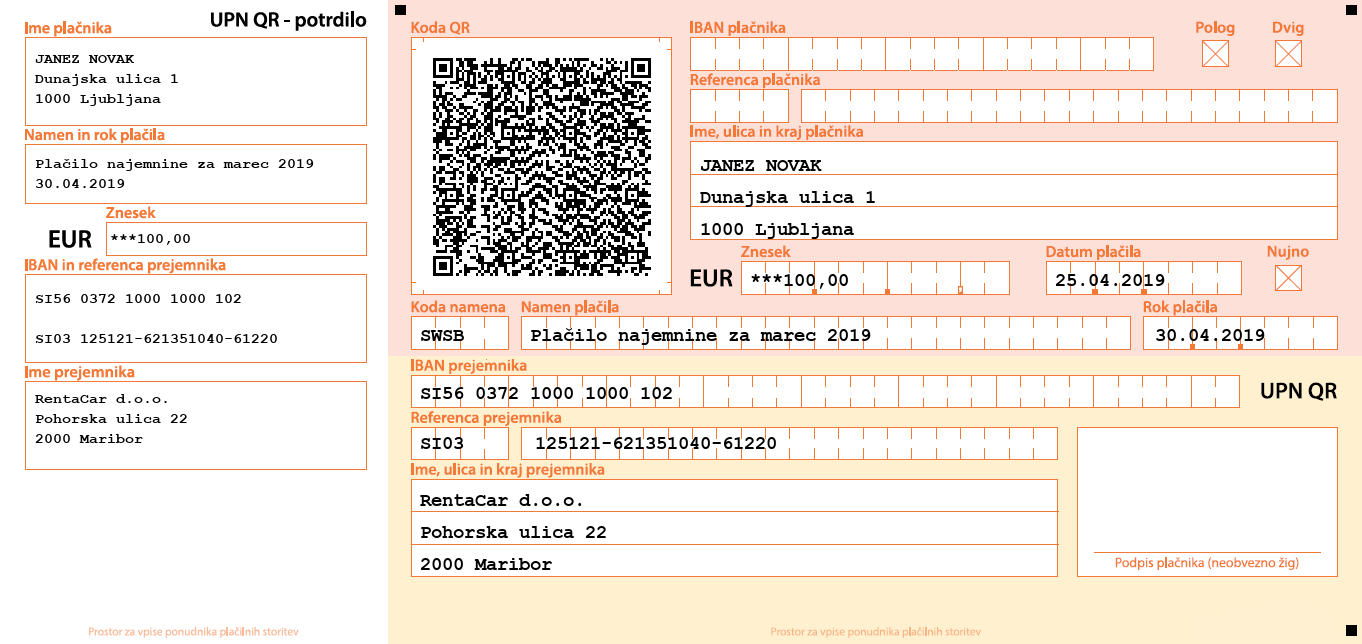 UPN QR - potrdilo
Ime plačnika
JANEZ NOVAK
Dunajska ulica 1
1000 Ljubljana
Namen in rok plačila
Plačilo najemnine za marec 2019
30.04.2019
Znesek
EUR ***100,00
IBAN in referenca prejemnika
SI56 0372 1000 1000 102
SI03 125121-621351040-61220
Ime prejemnika
RentaCar d.o.o.
Pohorska ulica 22
2000 Maribor
Prostor za vpise ponudnika plačilnih storitev
Koda QR
IBAN plačnika
Polog
Dvig
Referenca plačnika
Ime, ulica in kraj plačnika
JANEZ NOVAK
Dunajska ulica 1
1000 Ljubljana
Znesek
Datum plačila
Nujno
EUR ***100,00
25.04.2019
Koda namena
Namen plačila
Rok plačila
SWSB
Plačilo najemnine za marec 2019
30.04.2019
IBAN prejemnika
SI56 0372 1000 1000 102
UPN QR
Referenca prejemnika
SI03 125121-621351040-61220
Ime, ulica in kraj prejemnika
RentaCar d.o.o.
Pohorska ulica 22
2000 Maribor
Podpis plačnika (neobvezno žig)
Prostor za vpise ponudnika plačilnih storitev